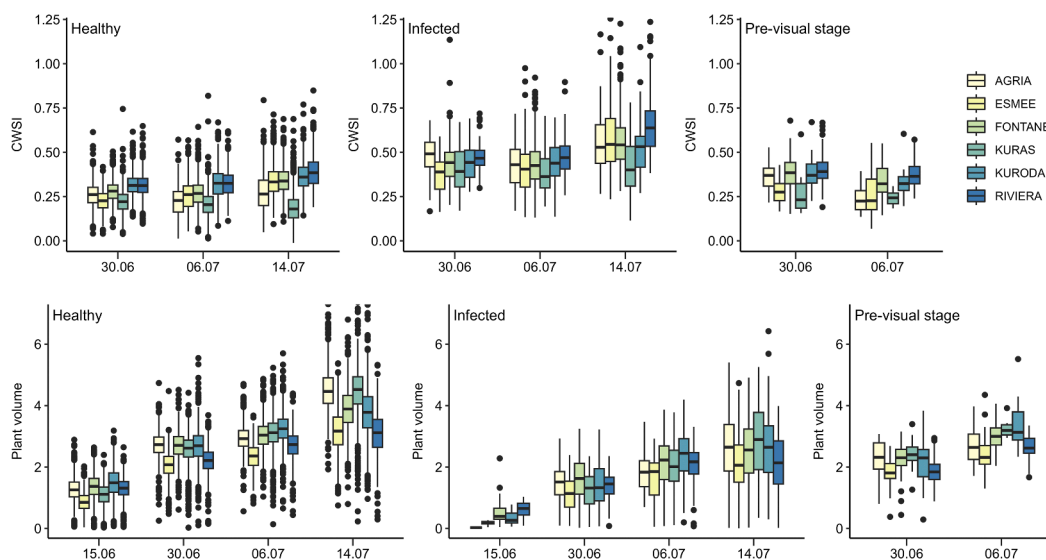 Healthy
Infected
Pre-visual stage
CWSI
1.25
1.00
0.75
0.50
0.25
0.00
30.06 06.07 14.07
CWSI
1.25
1.00
0.75
0.50
0.25
0.00
30.06 06.07 14.07
CWSI
1.25
1.00
0.75
0.50
0.25
0.00
30.06 06.07
AGRIA
ESMEE
FONTANE
KURAS
KURODA
RIVIERA
Healthy
Infected
Pre-visual stage
Plant volume
6
4
2
0
15.06 30.06 06.07 14.07
Plant volume
6
4
2
0
15.06 30.06 06.07 14.07
Plant volume
6
4
2
0
30.06 06.07